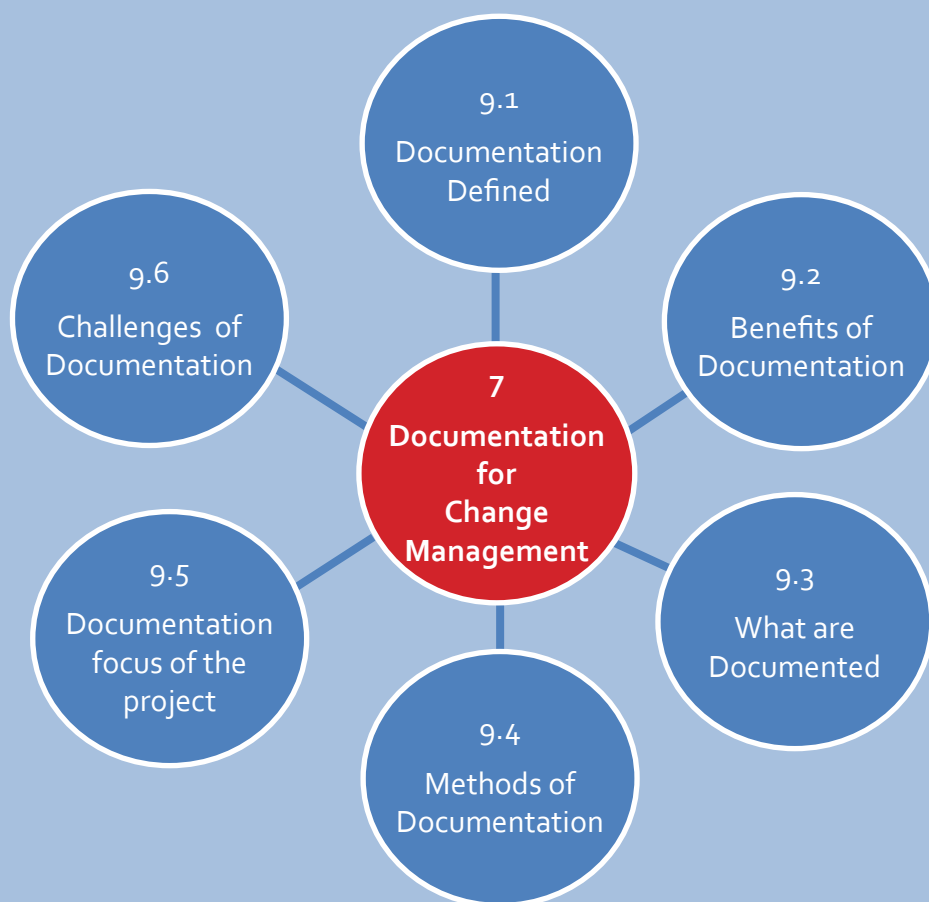 9.1
Documentation
Defined
9.2
Benefits of
Documentation
9.3
What are
Documented
9.4
Methods of
Documentation
9.5
Documentation
focus of the
project
9.6
Challenges of
Documentation
7
Documentation
for
Change
Management